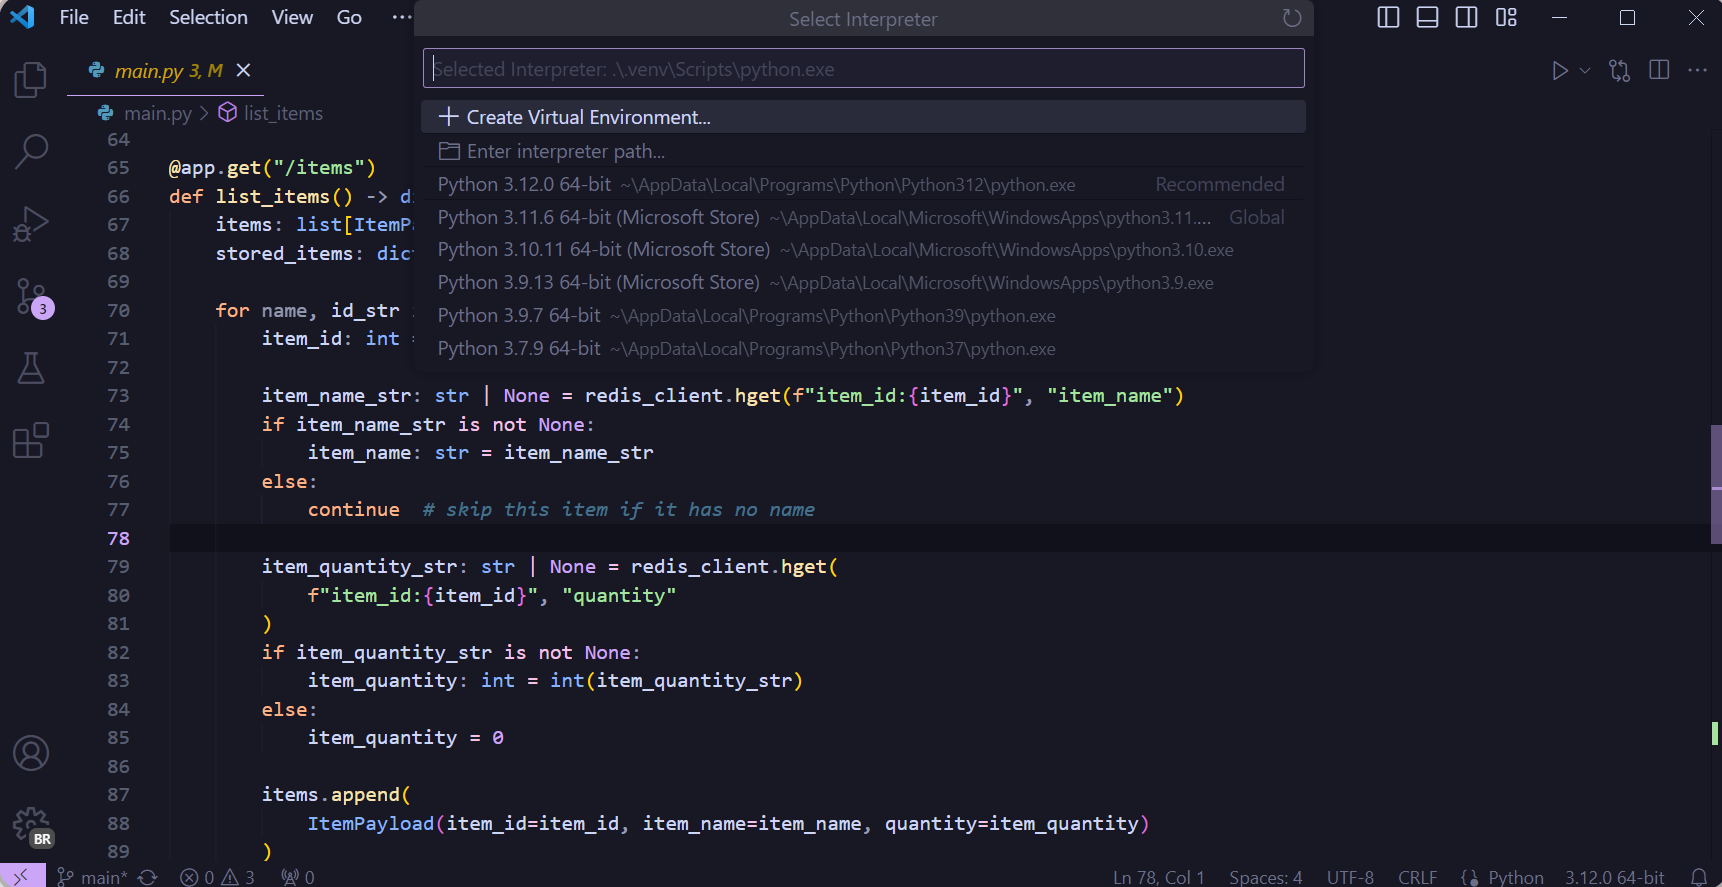 File Edit Selection View Go ···
Select Interpreter
main.py 3, M
Selected Interpreter: .\.venv\Scripts\python.exe
main.py > list_items
Create Virtual Environment...
Enter interpreter path...
Python 3.12.0 64-bit ~\AppData\Local\Programs\Python\Python312\python.exe Recommended
Python 3.11.6 64-bit (Microsoft Store) ~\AppData\Local\Microsoft\WindowsApps\python3.11.... Global
Python 3.10.11 64-bit (Microsoft Store) ~\AppData\Local\Microsoft\WindowsApps\python3.10.exe
Python 3.9.13 64-bit (Microsoft Store) ~\AppData\Local\Microsoft\WindowsApps\python3.9.exe
Python 3.9.7 64-bit ~\AppData\Local\Programs\Python\Python39\python.exe
Python 3.7.9 64-bit ~\AppData\Local\Programs\Python\Python37\python.exe
64
65 @app.get("/items")
66 def list_items() -> d
67 items: list[ItemP
68 stored_items: dic
69
70 for name, id_str
71 item_id: int
72
73 item_name_str: str | None = redis_client.hget(f"item_id:{item_id}", "item_name")
74 if item_name_str is not None:
75 item_name: str = item_name_str
76 else:
77 continue # skip this item if it has no name
78
79 item_quantity_str: str | None = redis_client.hget(
80 f"item_id:{item_id}", "quantity"
81 )
82 if item_quantity_str is not None:
83 item_quantity: int = int(item_quantity_str)
84 else:
85 item_quantity = 0
86
87 items.append(
88 ItemPayload(item_id=item_id, item_name=item_name, quantity=item_quantity)
89 )
3
BR
main* 0 3 0 Ln 78, Col 1 Spaces: 4 UTF-8 CRLF Python 3.12.0 64-bit